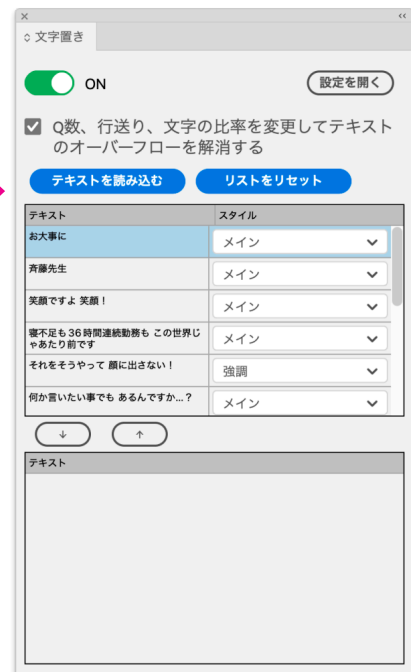 文字置き
ON
設定を開く
Q数、行送り、文字の比率を変更してテキスト
のオーバーフローを解消する
テキストを読み込む リストをリセット
テキスト スタイル
お大事に メイン
斉藤先生 メイン
笑顔ですよ 笑顔！ メイン
寝不足も36時間連続勤務も この世界じ
ゃあたり前です メイン
それをそうやって 顔に出さない！ 強調
何か言いたい事でも あるんですか...？ メイン
↓ ↑
テキスト